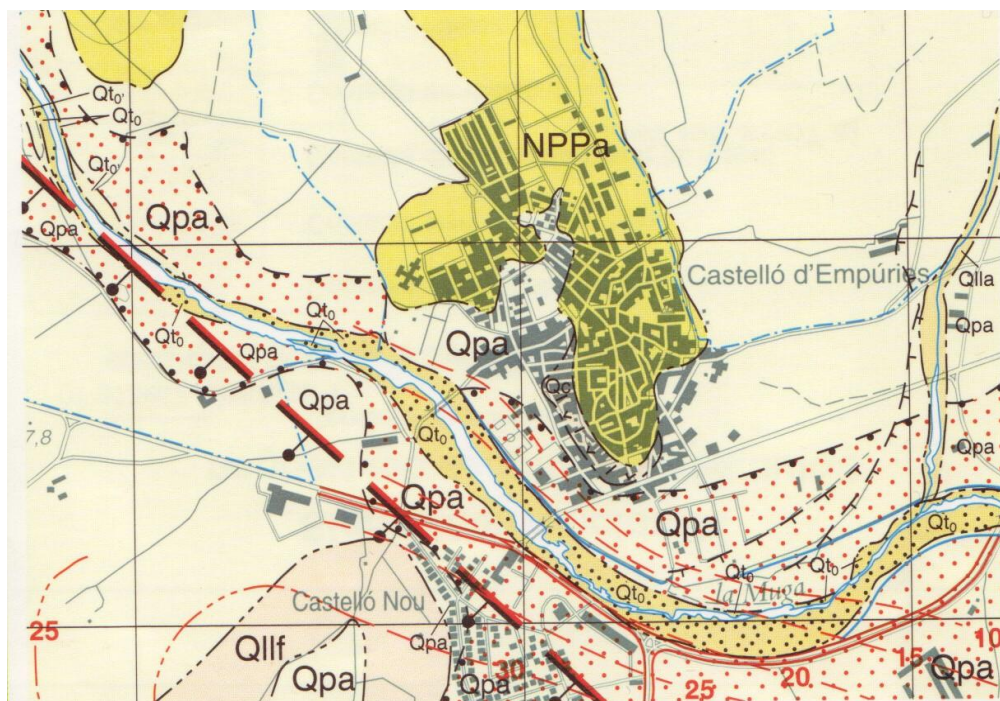 Qt₀'
Qt₀
Qt₀'
Qpa
Qpa
NPPa
Castelló d'Empúries
Qlla
Qpa
Qt₀
Qt₀
Qpa
Qpa
Qpa
Qc
Qt₀
7,8
Qpa
Qpa
Qpa
Qt₀
Qt₀
Qt₀
Qt₀
la Muga
Castelló Nou
25
Qllf
Qpa
Qpa
Qpa
30
25
20
15
10
Qpa